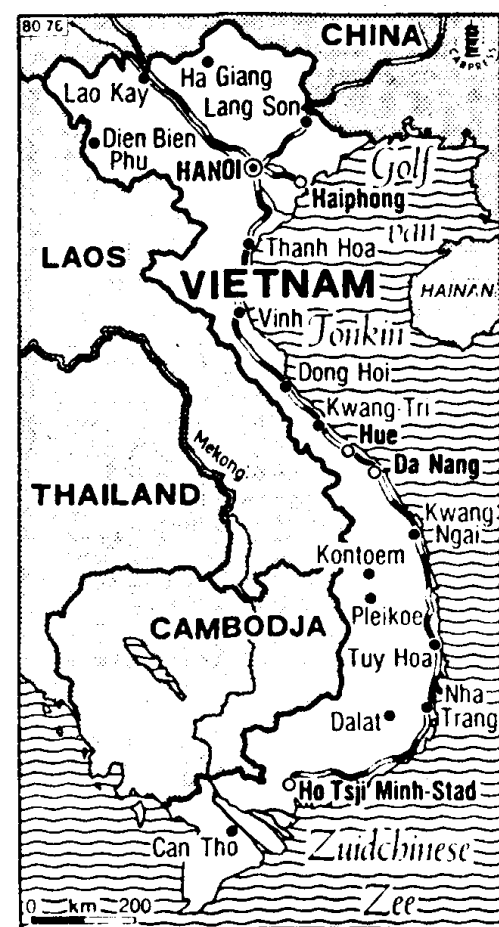 80 76
CHINA
CARPRESS
Ha Giang
Lao Kay
Lang Son
Dien Bien
Phu
HANOI
Golf
Haiphong
van
Thanh Hoa
LAOS
VIETNAM
HAINAN
Vinh
Tonkin
Dong Hoi
Kwang Tri
Hue
Mekong
Da Nang
THAILAND
Kwang
Ngai
Kontoem
Pleikoe
CAMBODJA
Tuy Hoa
Nha
Trang
Dalat
Ho Tsji Minh-Stad
Can Tho
Zuidchinese
Zee
0 km 200